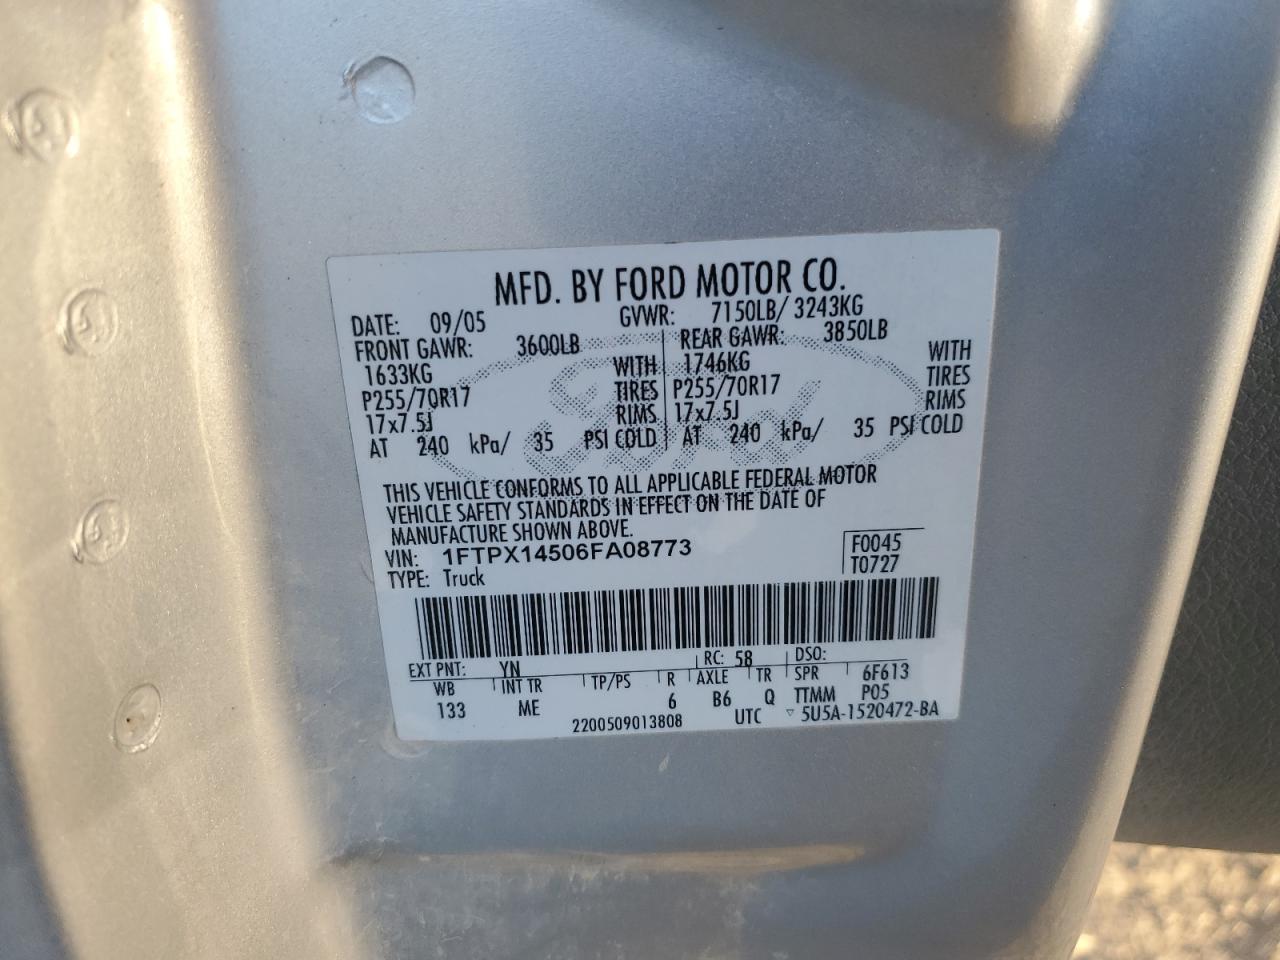 MFD. BY FORD MOTOR CO.
DATE: 09/05 GVWR: 7150LB/ 3243KG
FRONT GAWR: 3600LB REAR GAWR: 3850LB
1633KG WITH 1746KG WITH
P255/70R17 TIRES P255/70R17 TIRES
17x7.5J RIMS 17x7.5J RIMS
AT 240 kPa/ 35 PSI COLD AT 240 kPa/ 35 PSI COLD
Ford
THIS VEHICLE CONFORMS TO ALL APPLICABLE FEDERAL MOTOR
VEHICLE SAFETY STANDARDS IN EFFECT ON THE DATE OF
MANUFACTURE SHOWN ABOVE.
VIN: 1FTPX14506FA08773 F0045
TYPE: Truck T0727
EXT PNT: YN RC: 58 DSO:
WB INT TR TP/PS R AXLE TR SPR 6F613
133 ME 6 B6 Q TTMM P05
2200509013808 UTC ▽ 5U5A-1520472-BA